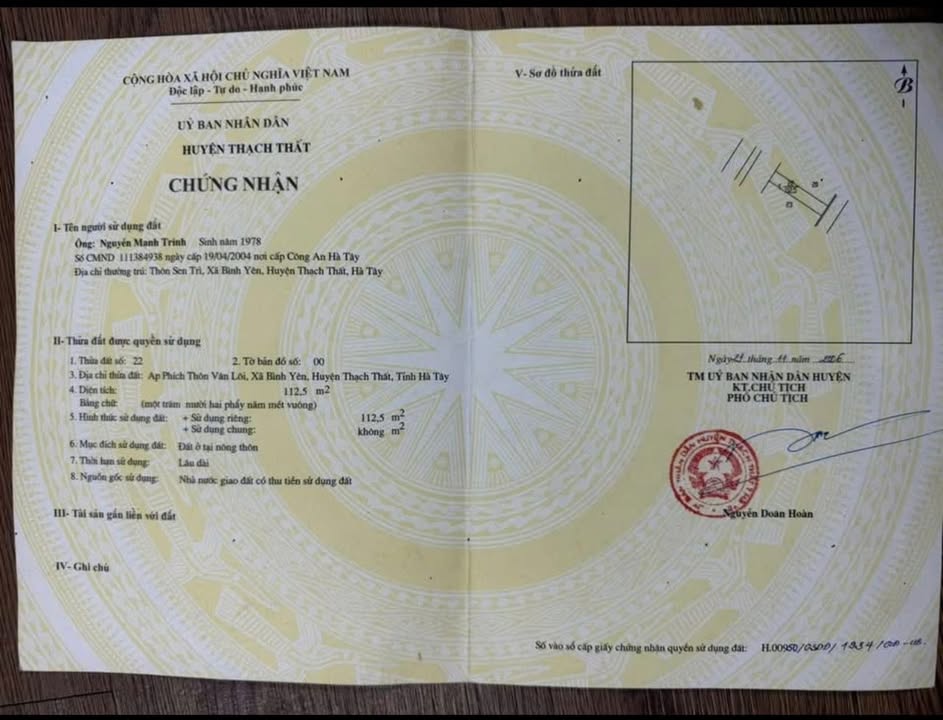 CỘNG HÒA XÃ HỘI CHỦ NGHĨA VIỆT NAM
Độc lập - Tự do - Hạnh phúc
UỶ BAN NHÂN DÂN
HUYỆN THẠCH THẤT
CHỨNG NHẬN
I- Tên người sử dụng đất
Ông: Nguyễn Mạnh Trinh Sinh năm 1978
Số CMND 111384938 ngày cấp 19/04/2004 nơi cấp Công An Hà Tây
Địa chỉ thường trú: Thôn Sen Trì, Xã Bình Yên, Huyện Thạch Thất, Hà Tây
II- Thửa đất được quyền sử dụng
1. Thửa đất số: 22 2. Tờ bản đồ số: 00
3. Địa chỉ thửa đất: Ap Phích Thôn Vân Lôi, Xã Bình Yên, Huyện Thạch Thất, Tỉnh Hà Tây
4. Diện tích: 112,5 m2
Bằng chữ: (một trăm mười hai phẩy năm mét vuông)
5. Hình thức sử dụng đất: + Sử dụng riêng: 112,5 m2
+ Sử dụng chung: không m2
6. Mục đích sử dụng đất: Đất ở tại nông thôn
7. Thời hạn sử dụng: Lâu dài
8. Nguồn gốc sử dụng: Nhà nước giao đất có thu tiền sử dụng đất
III- Tài sản gắn liền với đất
IV- Ghi chú
V- Sơ đồ thửa đất
B
Ngày 21 tháng 11 năm
TM UỶ BAN NHÂN DÂN HUYỆN
KT.CHỦ TỊCH
PHÓ CHỦ TỊCH
Nguyễn Doãn Hoàn
Số vào sổ cấp giấy chứng nhận quyền sử dụng đất: H.00950